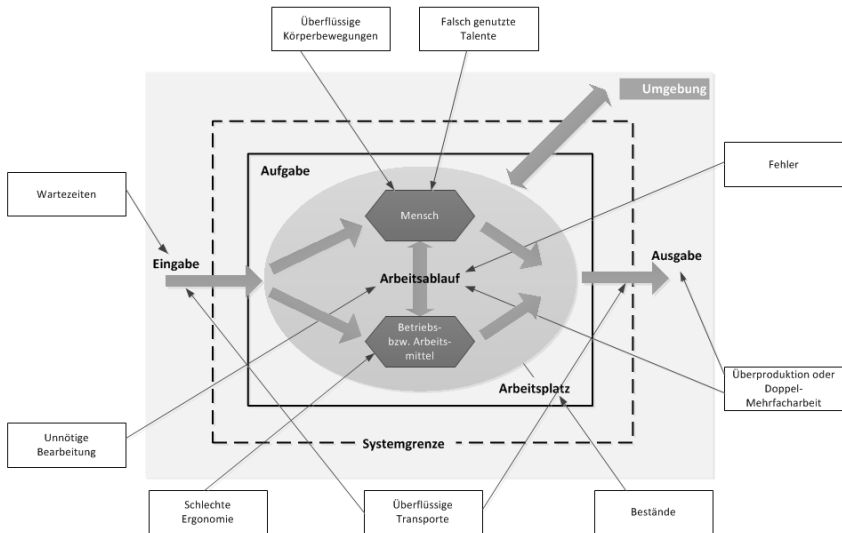 Überflüssige
Körperbewegungen
Falsch genutzte
Talente
Umgebung
Aufgabe
Fehler
Wartezeiten
Mensch
Eingabe
Ausgabe
Arbeitsablauf
Betriebs-
bzw. Arbeits-
mittel
Überproduktion oder
Doppel-
Mehrfacharbeit
Arbeitsplatz
Unnötige
Bearbeitung
Systemgrenze
Schlechte
Ergonomie
Überflüssige
Transporte
Bestände